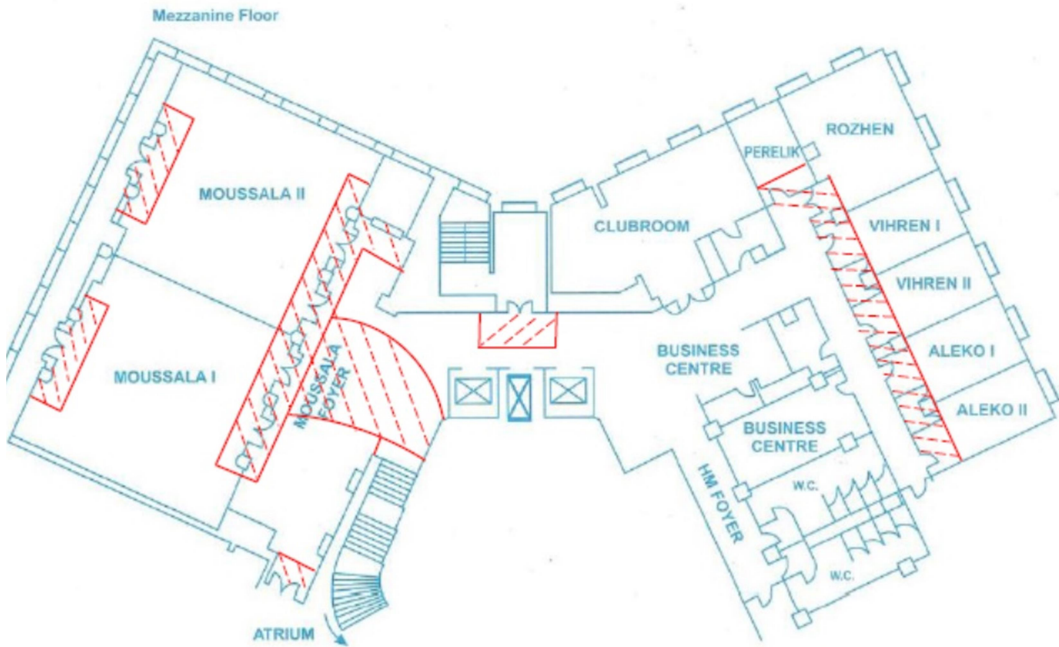 Mezzanine Floor
MOUSSALA II
MOUSSALA I
MOUSSALA
FOYER
ATRIUM
CLUBROOM
PERELIK
ROZHEN
VIHREN I
VIHREN II
ALEKO I
ALEKO II
BUSINESS
CENTRE
BUSINESS
CENTRE
HM FOYER
W.C.
W.C.